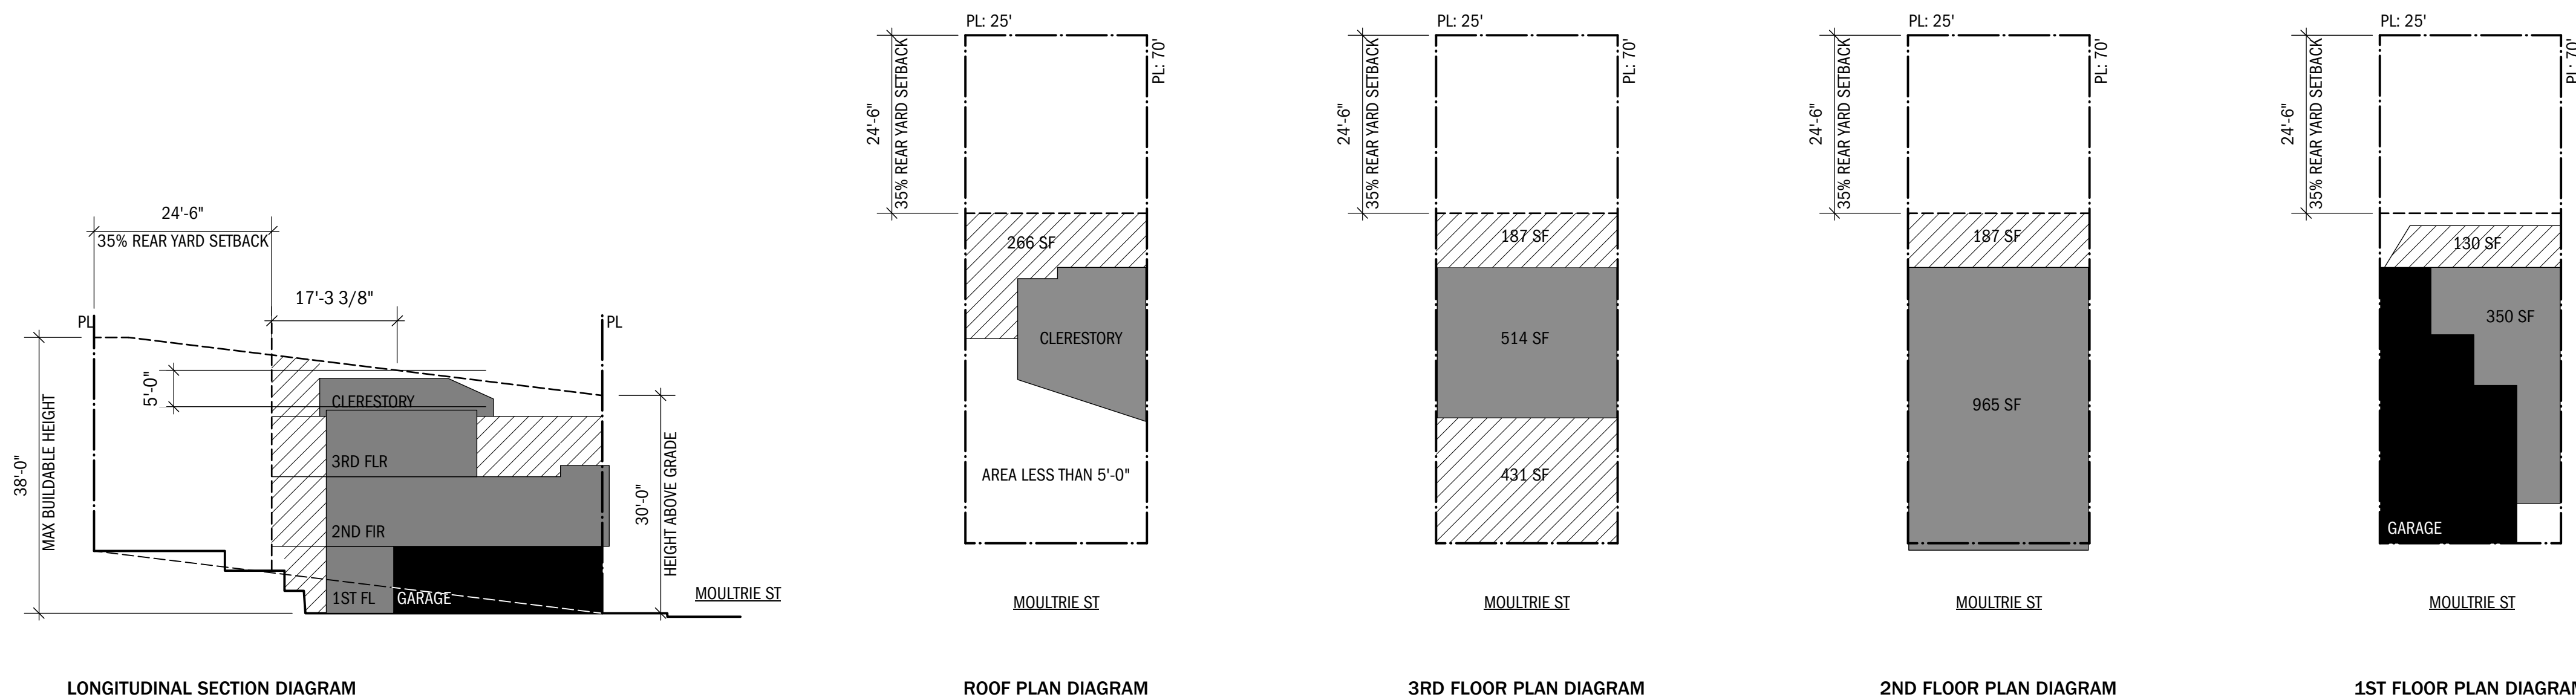 24'-6"
35% REAR YARD SETBACK
17'-3 3/8"
PL
PL
5'-0"
38'-0"
MAX BUILDABLE HEIGHT
CLERESTORY
3RD FLR
2ND FIR
1ST FL
GARAGE
30'-0"
HEIGHT ABOVE GRADE
MOULTRIE ST
LONGITUDINAL SECTION DIAGRAM
PL: 25'
PL: 70'
24'-6"
35% REAR YARD SETBACK
266 SF
CLERESTORY
AREA LESS THAN 5'-0"
MOULTRIE ST
ROOF PLAN DIAGRAM
PL: 25'
PL: 70'
24'-6"
35% REAR YARD SETBACK
187 SF
514 SF
431 SF
MOULTRIE ST
3RD FLOOR PLAN DIAGRAM
PL: 25'
PL: 70'
24'-6"
35% REAR YARD SETBACK
187 SF
965 SF
MOULTRIE ST
2ND FLOOR PLAN DIAGRAM
PL: 25'
PL: 70'
24'-6"
35% REAR YARD SETBACK
130 SF
350 SF
GARAGE
MOULTRIE ST
1ST FLOOR PLAN DIAGRAM